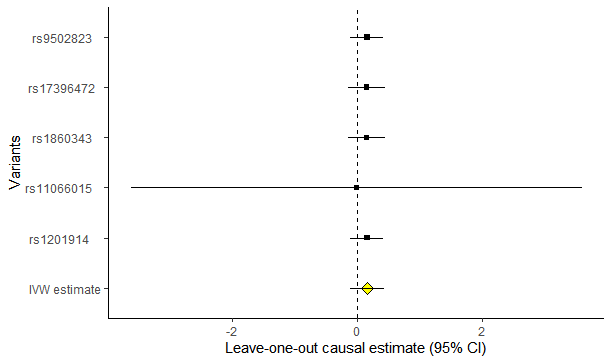 rs9502823
rs17396472
rs1860343
rs11066015
rs1201914
IVW estimate
Variants
-2 0 2
Leave-one-out causal estimate (95% CI)